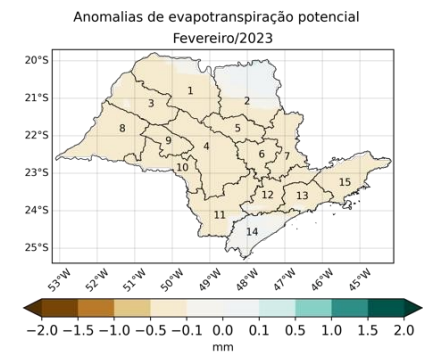 Anomalias de evapotranspiração potencial
Fevereiro/2023
20°S
21°S
22°S
23°S
24°S
25°S
1
2
3
8
5
9
4
6
7
10
15
12
13
11
14
53°W 52°W 51°W 50°W 49°W 48°W 47°W 46°W 45°W
−2.0 −1.5 −1.0 −0.5 −0.1 0.0 0.1 0.5 1.0 1.5 2.0
mm